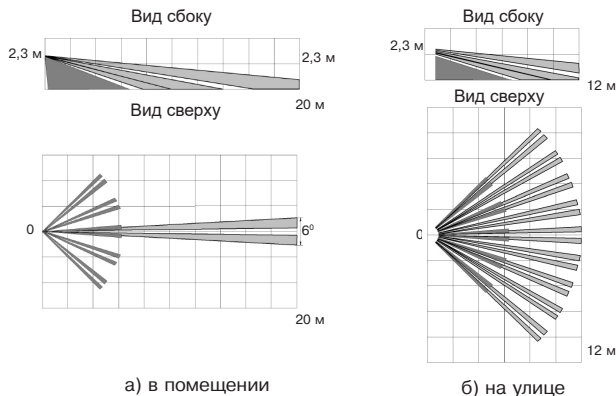 Вид сбоку
2,3 м
2,3 м
20 м
Вид сверху
0
6⁰
20 м
а) в помещении
Вид сбоку
2,3 м
12 м
Вид сверху
0
12 м
б) на улице